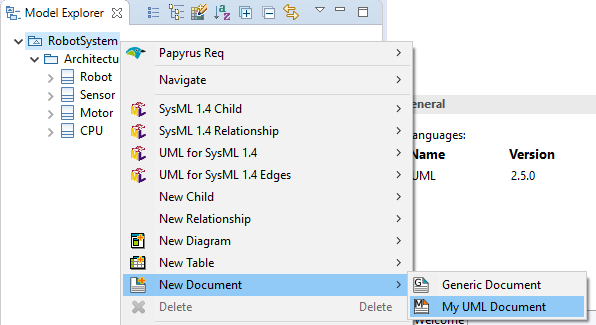 Model Explorer
RobotSystem
Architectu
Robot
Sensor
Motor
CPU
Papyrus Req
Navigate
SysML 1.4 Child
SysML 1.4 Relationship
UML for SysML 1.4
UML for SysML 1.4 Edges
New Child
New Relationship
New Diagram
New Table
New Document
Delete Delete
Generic Document
My UML Document
eneral
anguages:
Name Version
UML 2.5.0
Welcome